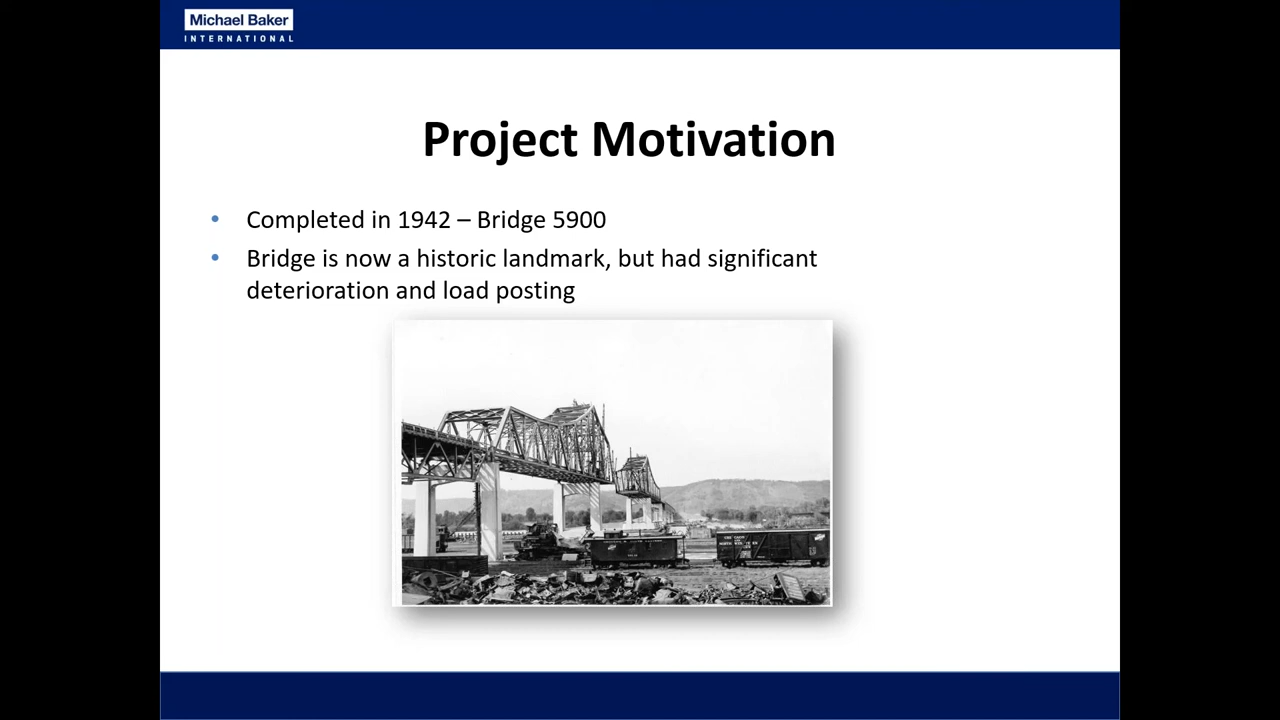 Michael Baker
INTERNATIONAL
Project Motivation
• Completed in 1942 – Bridge 5900
• Bridge is now a historic landmark, but had significant
deterioration and load posting